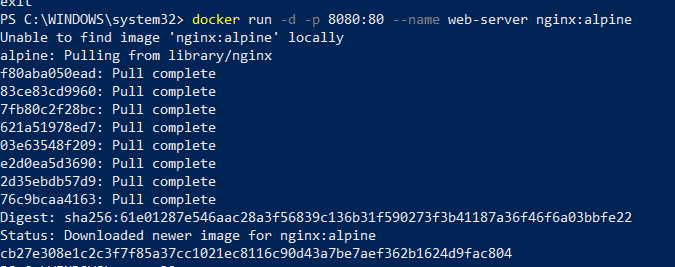 exit
PS C:\WINDOWS\system32> docker run -d -p 8080:80 --name web-server nginx:alpine
Unable to find image 'nginx:alpine' locally
alpine: Pulling from library/nginx
f80aba050ead: Pull complete
83ce83cd9960: Pull complete
7fb80c2f28bc: Pull complete
621a51978ed7: Pull complete
03e63548f209: Pull complete
e2d0ea5d3690: Pull complete
2d35ebdb57d9: Pull complete
76c9bcaa4163: Pull complete
Digest: sha256:61e01287e546aac28a3f56839c136b31f590273f3b41187a36f46f6a03bbfe22
Status: Downloaded newer image for nginx:alpine
cb27e308e1c2c3f7f85a37cc1021ec8116c90d43a7be7aef362b1624d9fac804